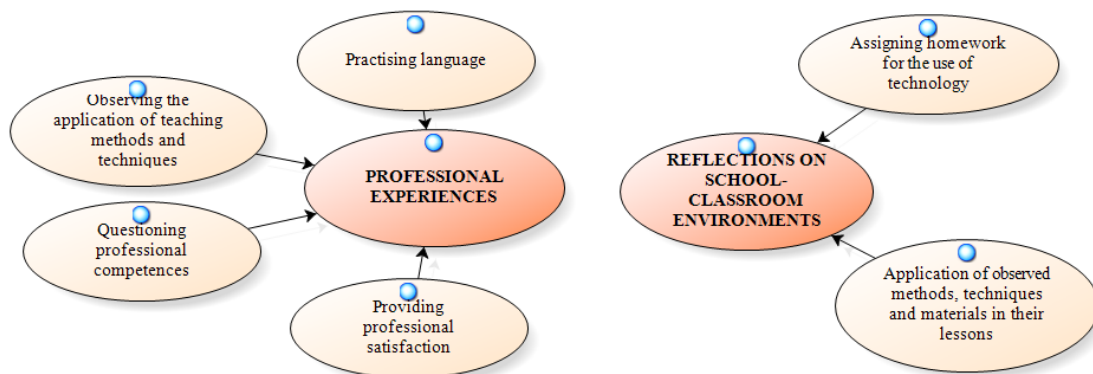 Practising language
Observing the
application of teaching
methods and
techniques
PROFESSIONAL
EXPERIENCES
Questioning
professional
competences
Providing
professional
satisfaction
Assigning homework
for the use of
technology
REFLECTIONS ON
SCHOOL-
CLASSROOM
ENVIRONMENTS
Application of observed
methods, techniques
and materials in their
lessons